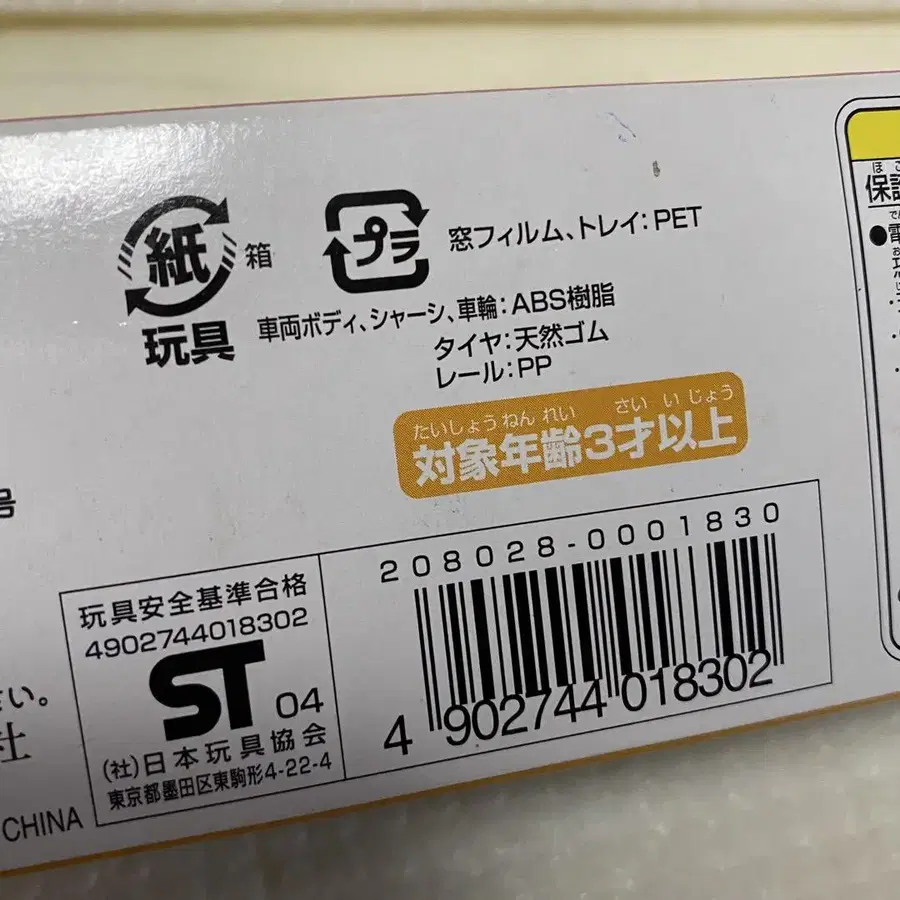 紙 箱
プラ 窓フィルム、トレイ:PET
玩具 車両ボディ、シャーシ、車輪:ABS樹脂
タイヤ:天然ゴム
レール:PP
たいしょうねんれい さいいじょう
対象年齢3才以上
208028-0001830
4 902744 018302
玩具安全基準合格
4902744018302
ST 04
(社)日本玩具協会
東京都墨田区東駒形4-22-4
号
さい。
社
CHINA
ほ
保
で
●電